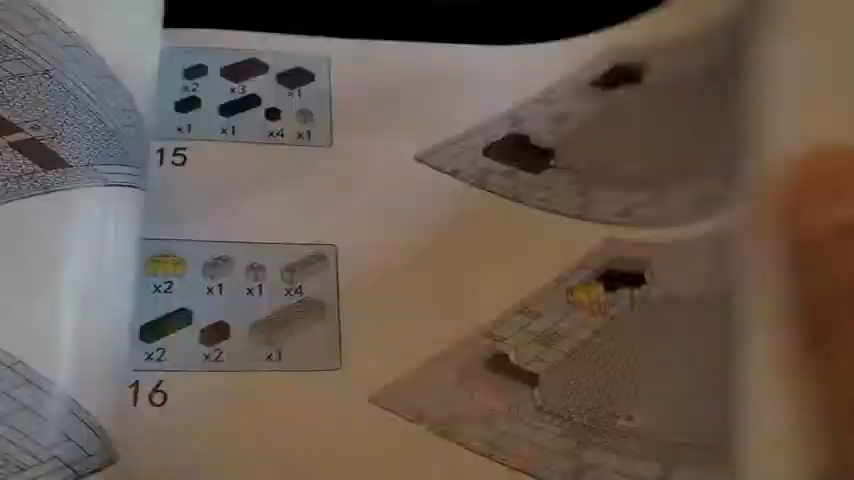 x2 x3 x1
x1 x1 x4 x1
15
x2 x1 x1 x4
x2 x2 x1
16